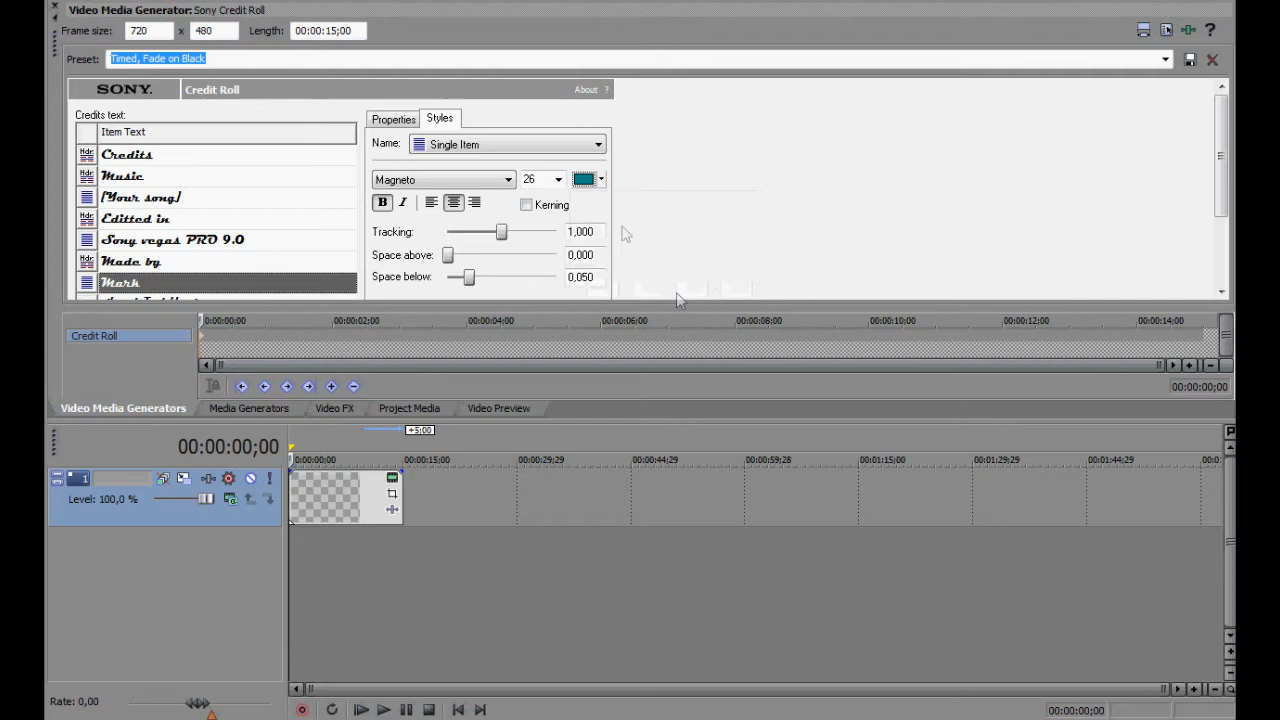 Video Media Generator: Sony Credit Roll
Frame size: 720 x 480 Length: 00:00:15;00
Preset: Timed, Fade on Black
SONY. Credit Roll About ?
Credits text:
Item Text
Hdr: Credits
Hdr: Music
[Your song]
Hdr: Editted in
Sony vegas PRO 9.0
Hdr: Made by
Mark
Properties Styles
Name: Single Item
Magneto 26
B I Kerning
Tracking: 1,000
Space above: 0,000
Space below: 0,050
0:00:00;00 00:00:02;00 00:00:04;00 00:00:06;00 00:00:08;00 00:00:10;00 00:00:12;00 00:00:14;00
Credit Roll
00:00:00;00
Video Media Generators Media Generators Video FX Project Media Video Preview
+5;00
00:00:00;00
0:00:00;00 00:00:15;00 00:00:29;29 00:00:44;29 00:00:59;28 00:01:15;00 00:01:29;29 00:01:44;29
1
Level: 100,0 %
Rate: 0,00
00:00:00;00